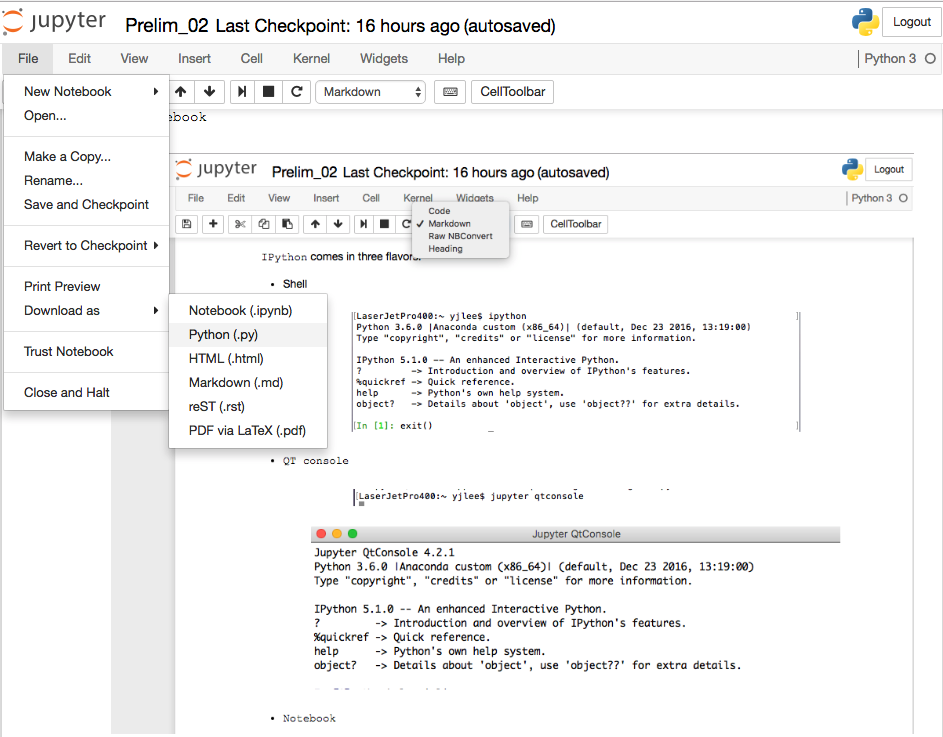 jupyter Prelim_02 Last Checkpoint: 16 hours ago (autosaved) Logout
File Edit View Insert Cell Kernel Widgets Help Python 3
New Notebook
Markdown CellToolbar
Open...
ebook
Make a Copy...
Rename...
Save and Checkpoint
Revert to Checkpoint
Print Preview
Download as
Trust Notebook
Close and Halt
Notebook (.ipynb)
Python (.py)
HTML (.html)
Markdown (.md)
reST (.rst)
PDF via LaTeX (.pdf)
jupyter Prelim_02 Last Checkpoint: 16 hours ago (autosaved) Logout
File Edit View Insert Cell Kernel Widgets Help Python 3
CellToolbar
Code
✓ Markdown
Raw NBConvert
Heading
IPython comes in three flavors.
• Shell
[LaserJetPro400:~ yjlee$ ipython ]
Python 3.6.0 |Anaconda custom (x86_64)| (default, Dec 23 2016, 13:19:00)
Type "copyright", "credits" or "license" for more information.
IPython 5.1.0 -- An enhanced Interactive Python.
? -> Introduction and overview of IPython's features.
%quickref -> Quick reference.
help -> Python's own help system.
object? -> Details about 'object', use 'object??' for extra details.
[In [1]: exit() ]
• QT console
[LaserJetPro400:~ yjlee$ jupyter qtconsole
Jupyter QtConsole
Jupyter QtConsole 4.2.1
Python 3.6.0 |Anaconda custom (x86_64)| (default, Dec 23 2016, 13:19:00)
Type "copyright", "credits" or "license" for more information.
IPython 5.1.0 -- An enhanced Interactive Python.
? -> Introduction and overview of IPython's features.
%quickref -> Quick reference.
help -> Python's own help system.
object? -> Details about 'object', use 'object??' for extra details.
• Notebook